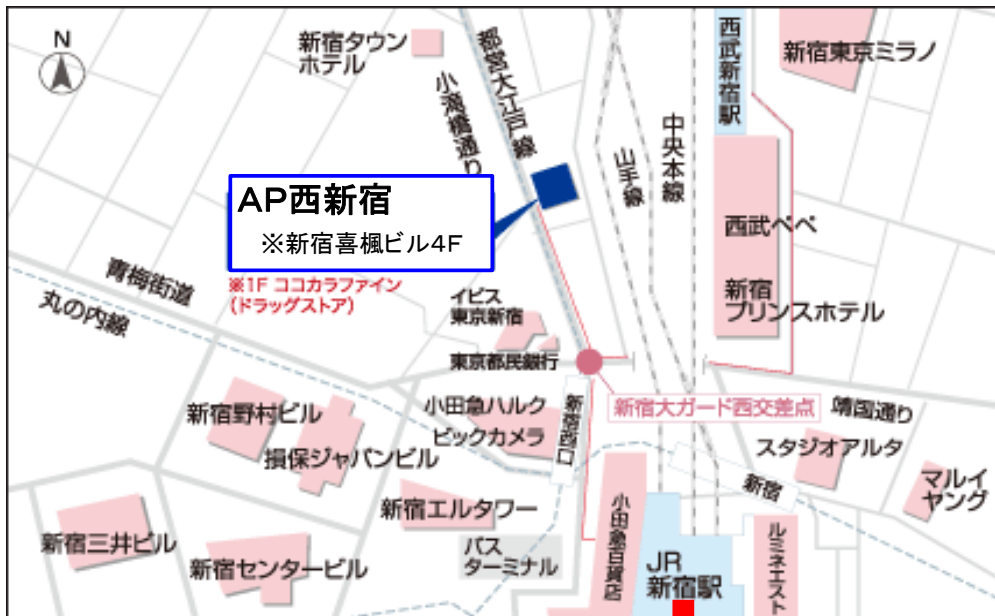 N
新宿タウン
ホテル
都営大江戸線
小滝橋通り
西武新宿駅
新宿東京ミラノ
山手線
中央本線
AP西新宿
※新宿喜楓ビル4F
※1F ココカラファイン
(ドラッグストア)
西武ペペ
新宿
プリンスホテル
青梅街道
丸の内線
イビス
東京新宿
東京都民銀行
新宿大ガード西交差点
靖国通り
新宿野村ビル
小田急ハルク
ビックカメラ
新宿西口
損保ジャパンビル
スタジオアルタ
マルイ
ヤング
新宿
新宿エルタワー
小田急百貨店
新宿三井ビル
新宿センタービル
バス
ターミナル
JR
新宿駅
ルミネエスト